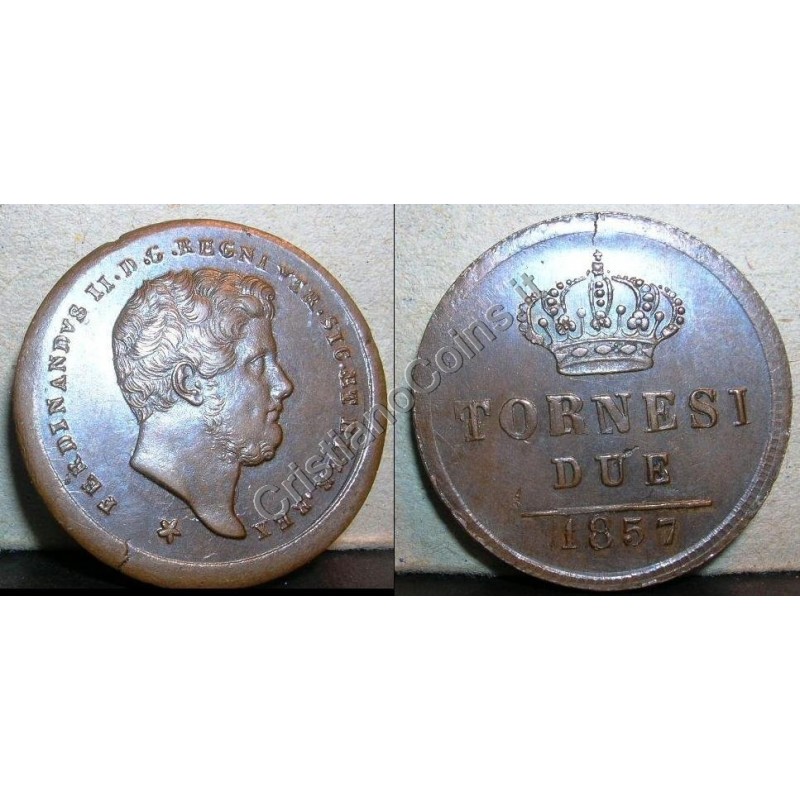 FERDINANDVS II. D. G. REGNI VTR. SIC. ET HIER. REX
TORNESI
DUE
1857
CristianoCoins.it